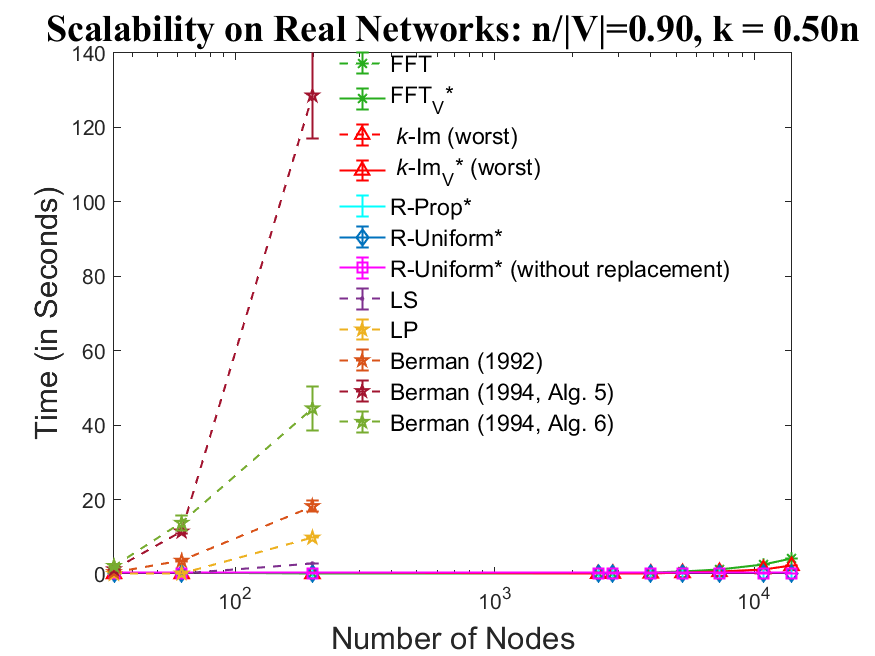 Scalability on Real Networks: n/|V|=0.90, k = 0.50n
140
120
100
80
60
40
20
0
Time (in Seconds)
FFT
FFT_V*
k-Im (worst)
k-Im_V* (worst)
R-Prop*
R-Uniform*
R-Uniform* (without replacement)
LS
LP
Berman (1992)
Berman (1994, Alg. 5)
Berman (1994, Alg. 6)
10^2
10^3
10^4
Number of Nodes